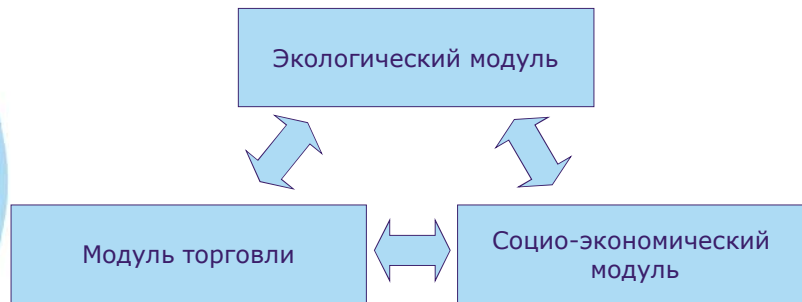 Экологический модуль
Модуль торговли
Социо-экономический
модуль